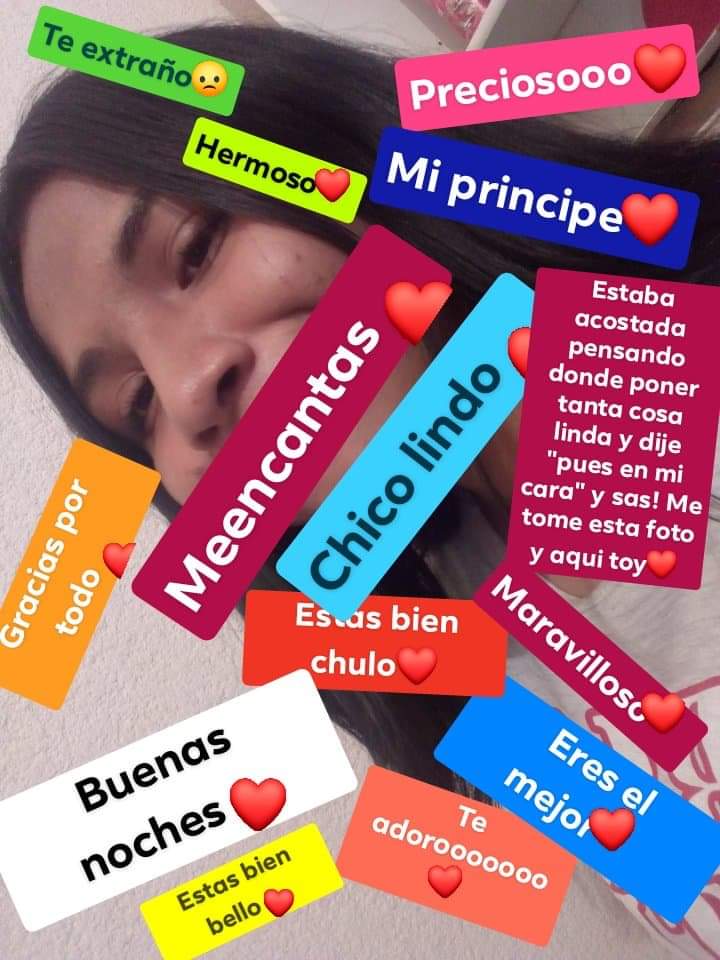 Te extraño☹️
Preciosooo❤️
Hermoso❤️
Mi principe❤️
Meencantas❤️
Chico lindo❤️
Estaba
acostada
pensando
donde poner
tanta cosa
linda y dije
"pues en mi
cara" y sas! Me
tome esta foto
y aqui toy❤️
Gracias por
todo ❤️
Estas bien
chulo❤️
Maravilloso❤️
Buenas
noches❤️
Eres el
mejor❤️
Te
adorooooooo
❤️
Estas bien
bello❤️